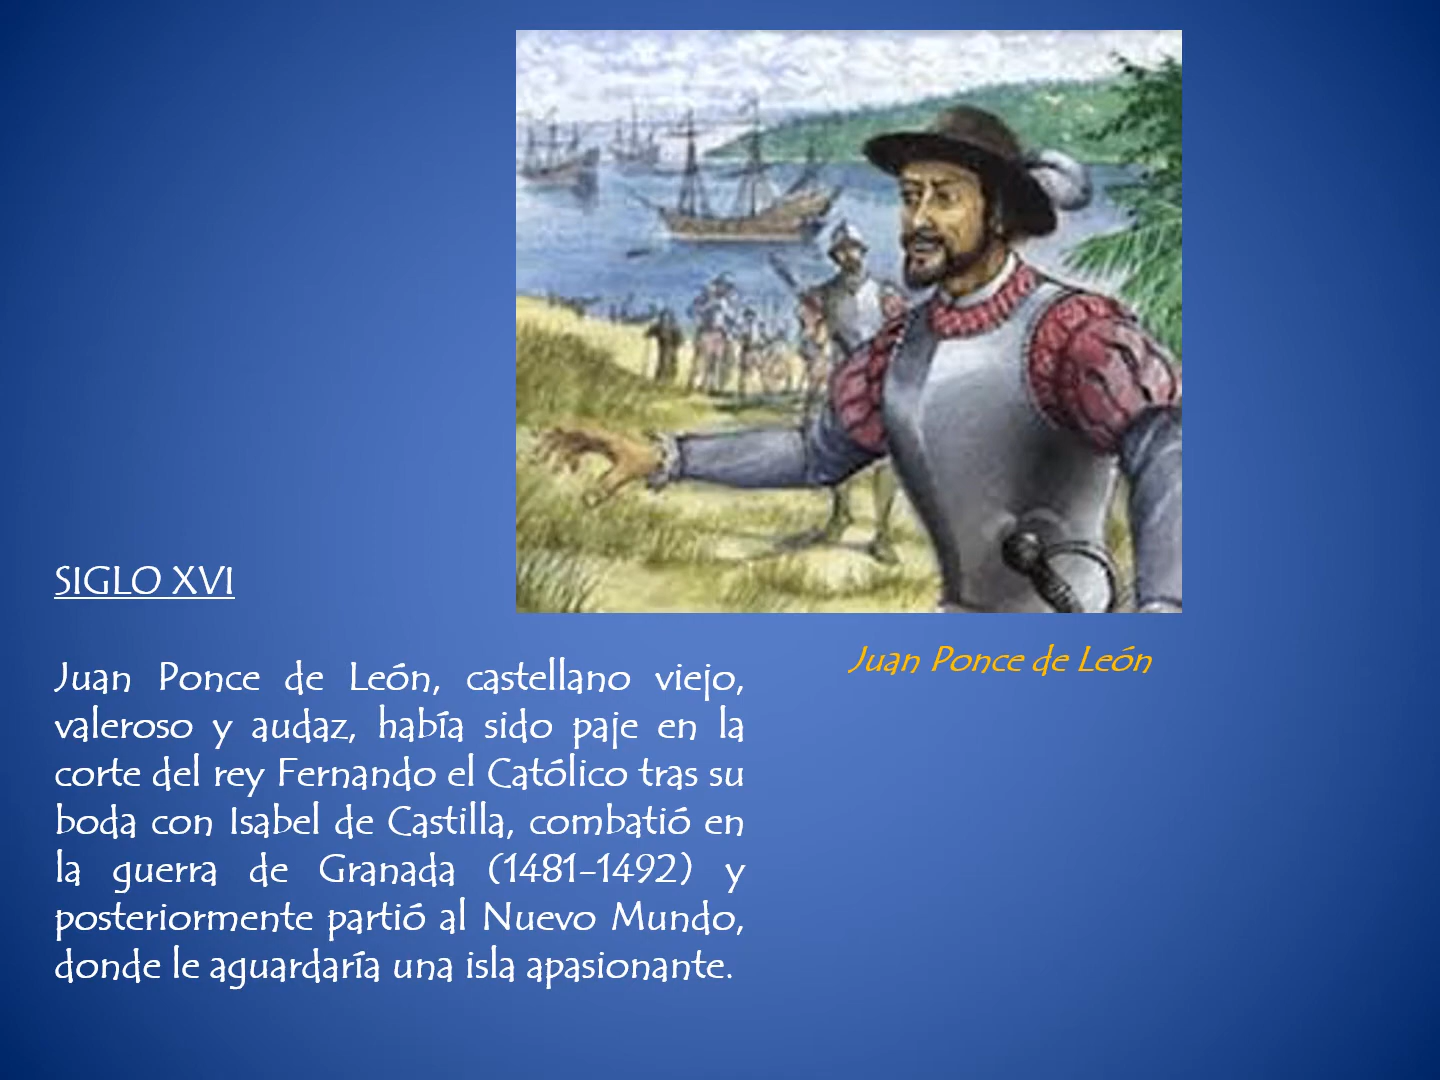 SIGLO XVI
Juan Ponce de León, castellano viejo,
valeroso y audaz, había sido paje en la
corte del rey Fernando el Católico tras su
boda con Isabel de Castilla, combatió en
la guerra de Granada (1481-1492) y
posteriormente partió al Nuevo Mundo,
donde le aguardaría una isla apasionante.
Juan Ponce de León